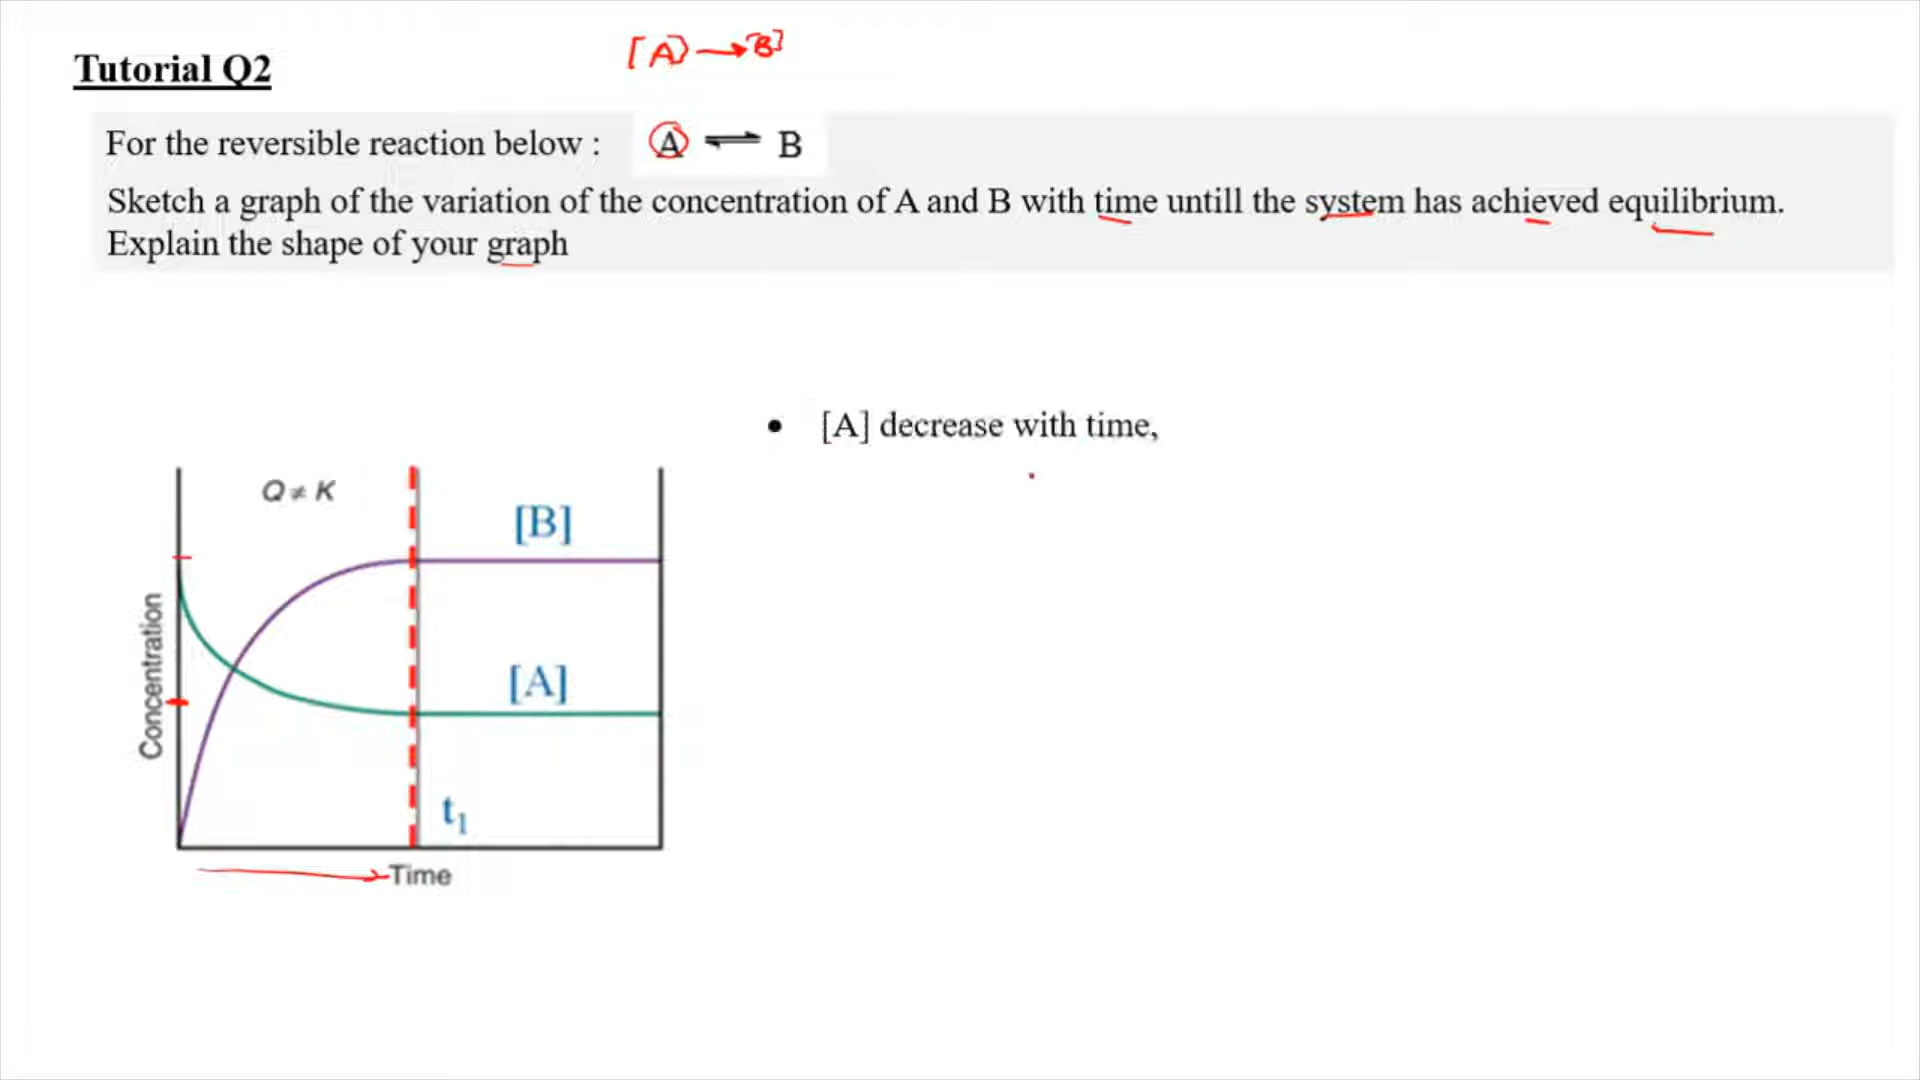 [A] → [B]
Tutorial Q2
For the reversible reaction below : A ⇌ B
Sketch a graph of the variation of the concentration of A and B with time untill the system has achieved equilibrium.
Explain the shape of your graph
• [A] decrease with time,
Q ≠ K
[B]
[A]
Concentration
t₁
Time